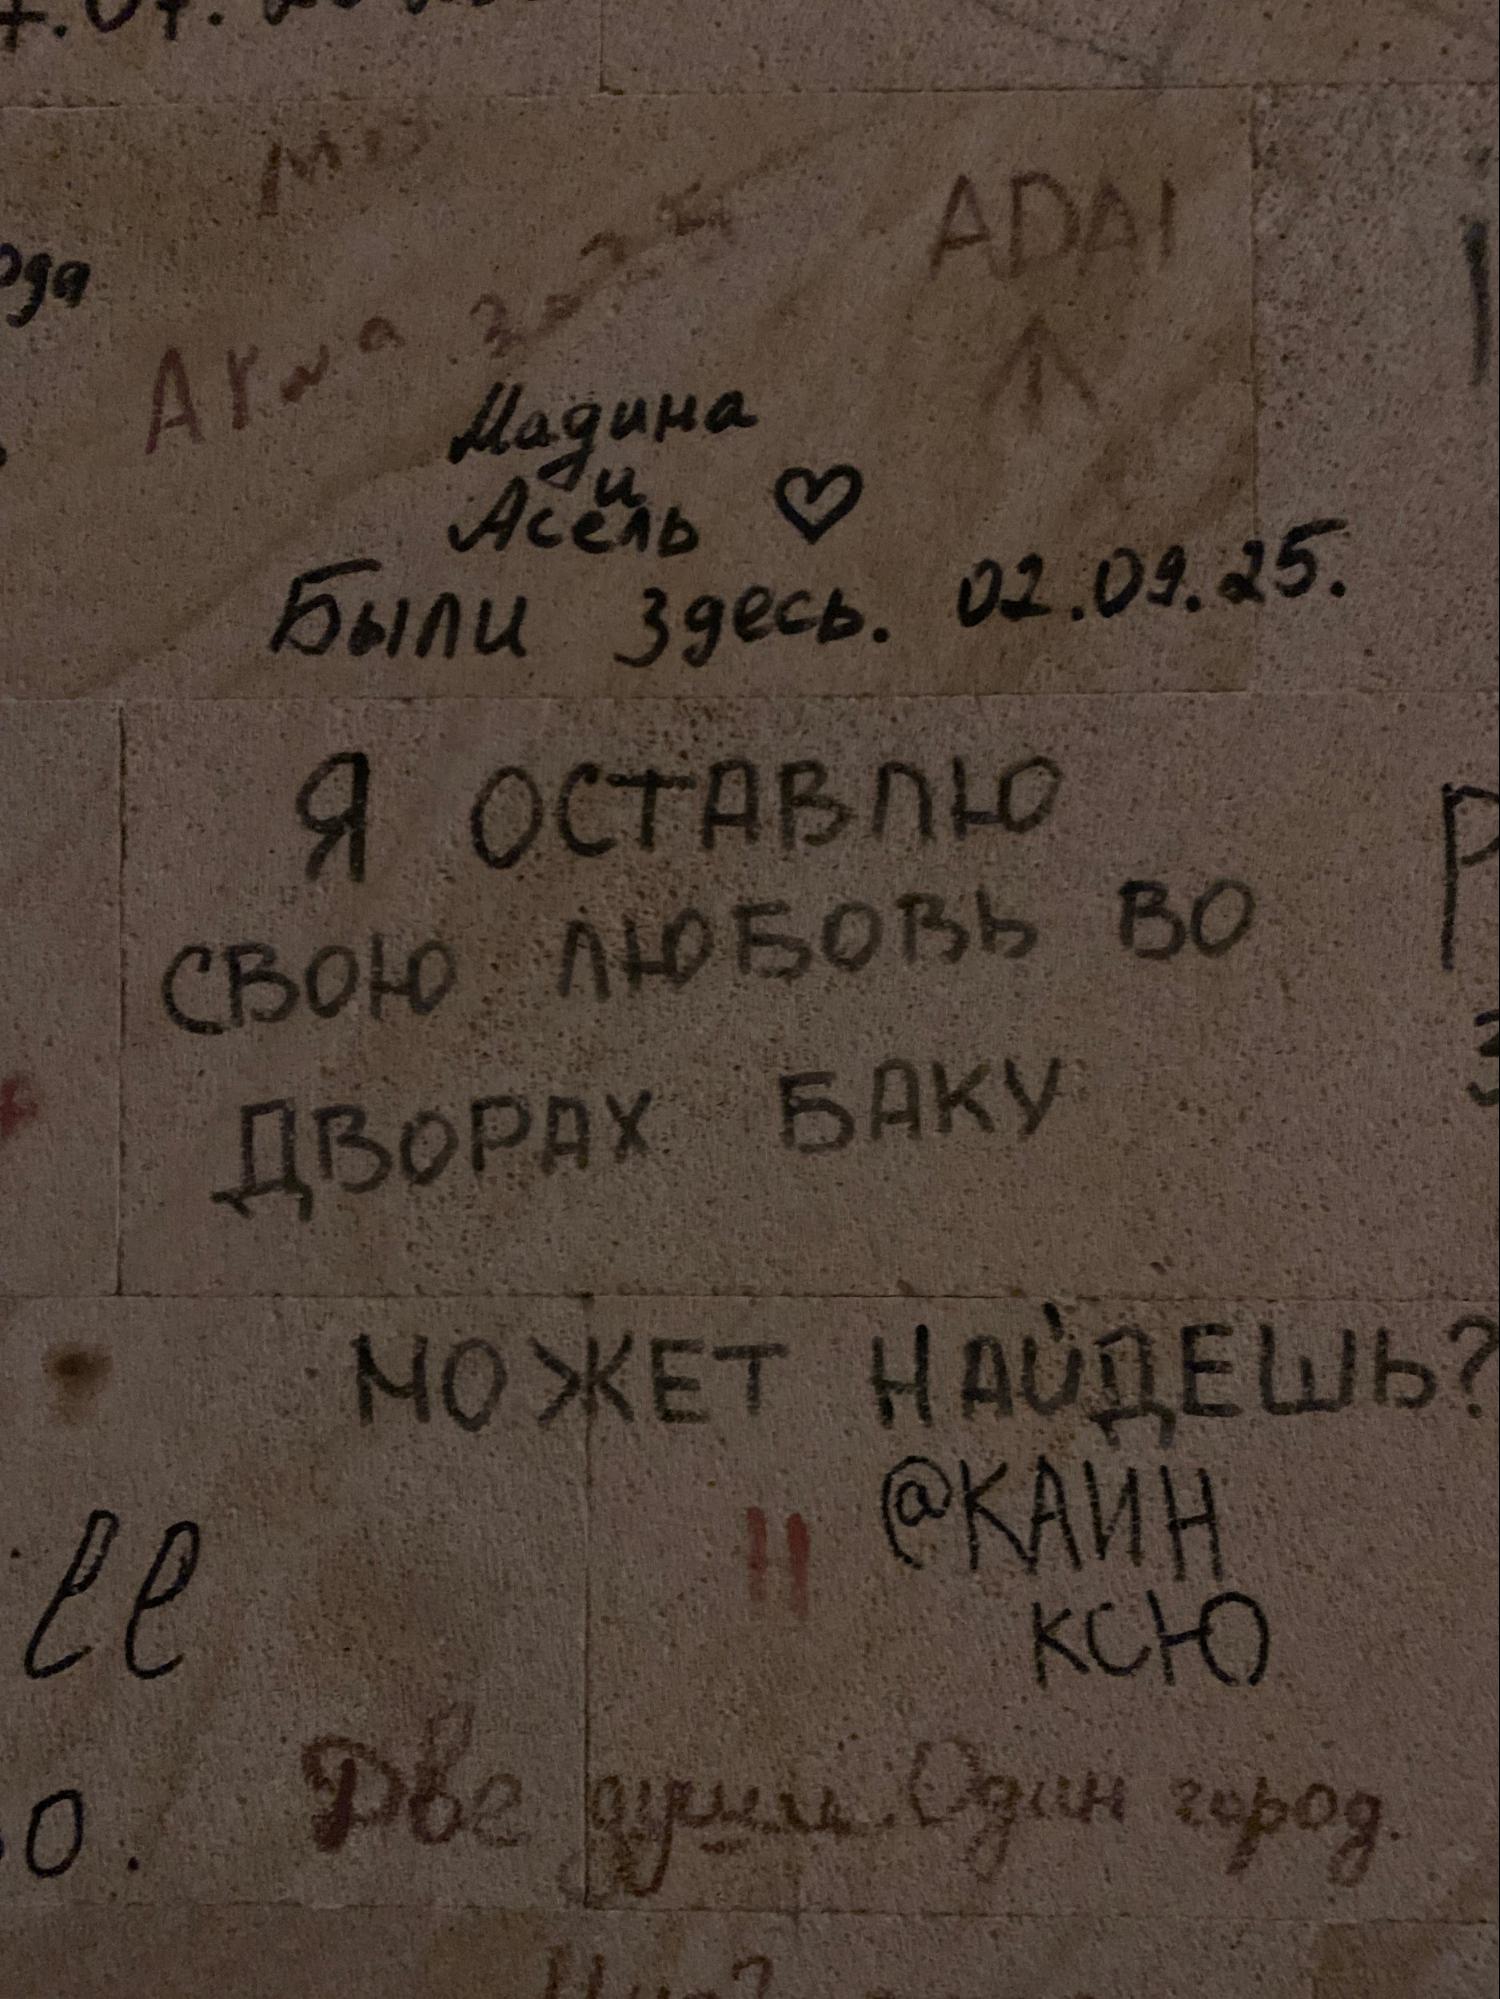 ADAI
Мадина
и
Асель
Были здесь. 02.09.25.
Я ОСТАВЛЮ
СВОЮ ЛЮБОВЬ ВО
ДВОРАХ БАКУ
МОЖЕТ НАЙДЕШЬ?
@КАИН
КСЮ
Две души. Один город.